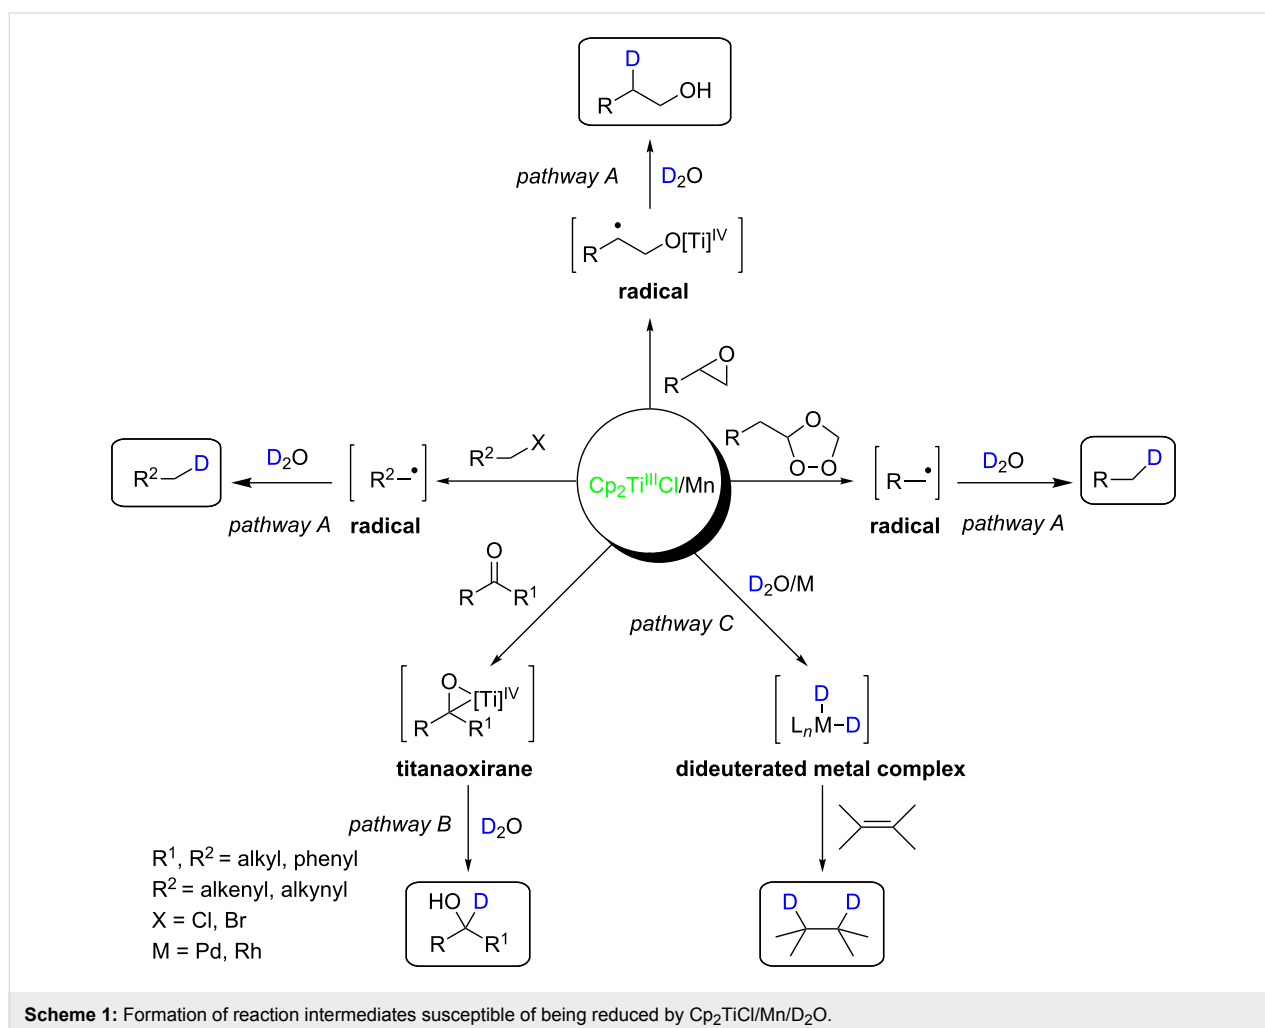 D
R
OH
pathway A
D₂O
R
O[Ti]ᴵⱽ
radical
R
O
R² X
Cp₂TiᴵᴵᴵCl/Mn
R O
O–O
R²–•
radical
D₂O
pathway A
R² D
R–•
radical
D₂O
pathway A
R D
O
R R¹
D₂O/M
pathway C
O
[Ti]ᴵⱽ
R R¹
titanaoxirane
D
LₙM–D
dideuterated metal complex
pathway B
D₂O
R¹, R² = alkyl, phenyl
R² = alkenyl, alkynyl
X = Cl, Br
M = Pd, Rh
HO D
R R¹
D D
Scheme 1: Formation of reaction intermediates susceptible of being reduced by Cp₂TiCl/Mn/D₂O.